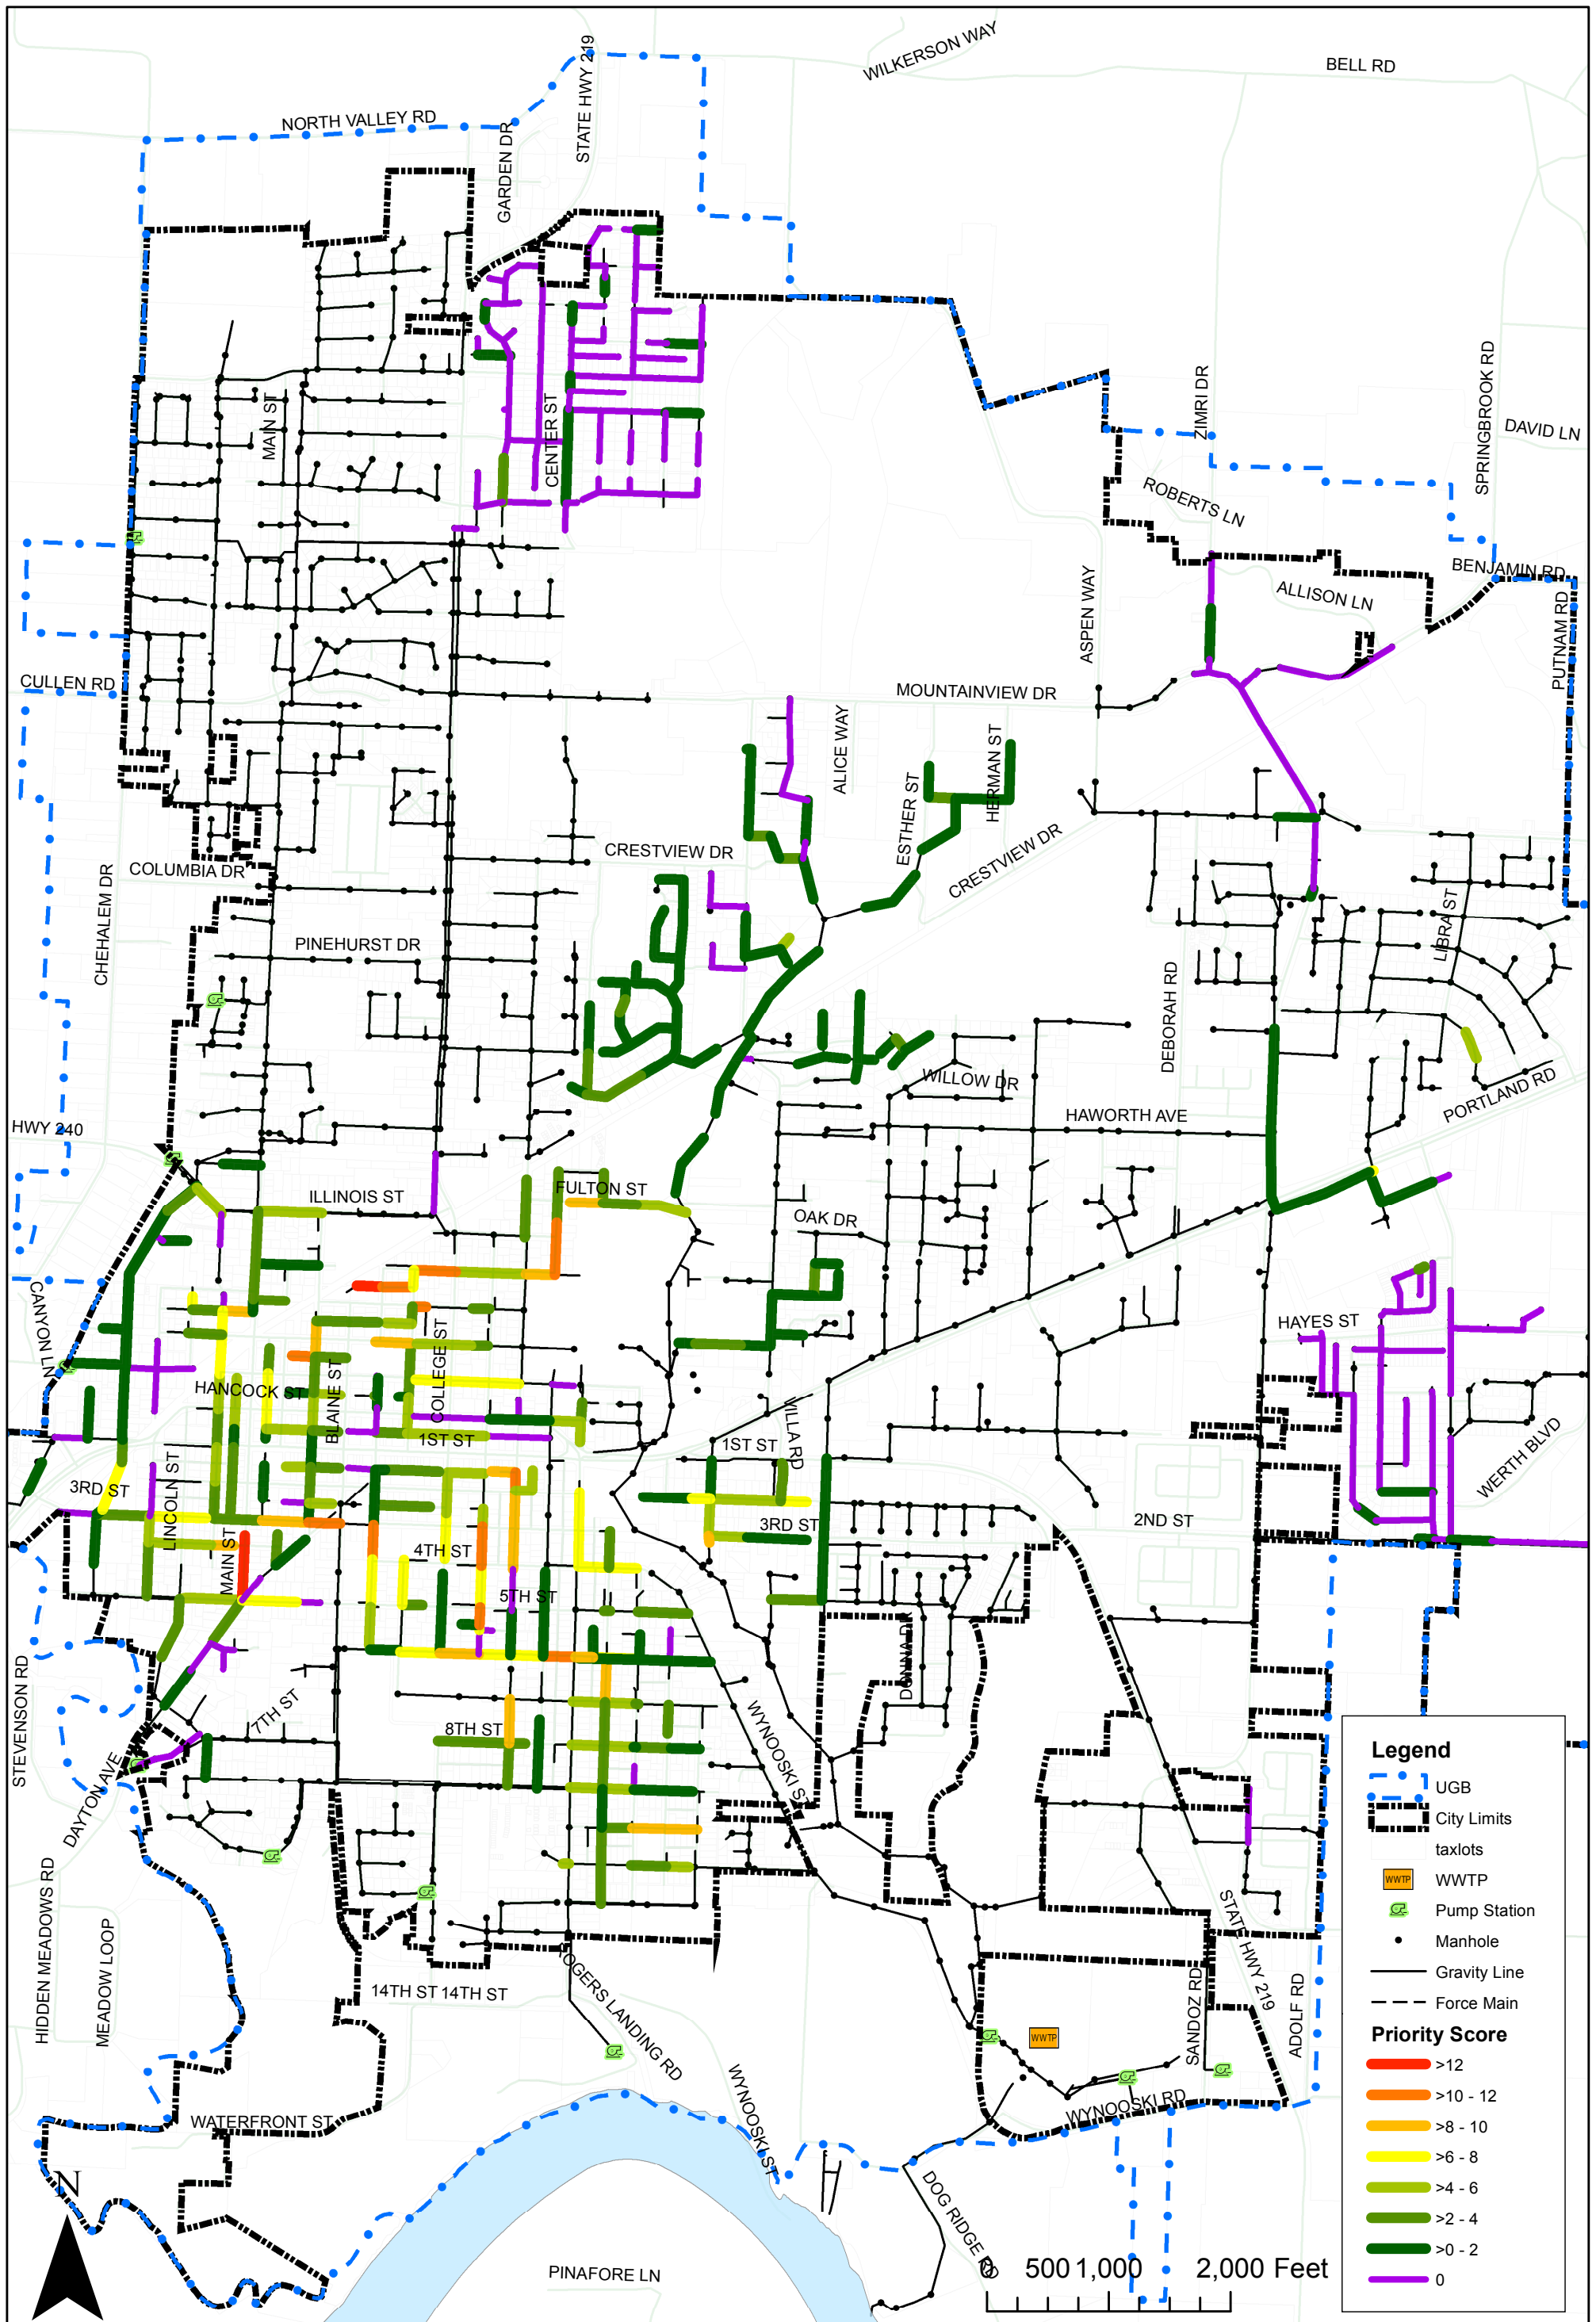 WILKERSON WAY
BELL RD
STATE HWY 219
NORTH VALLEY RD
GARDEN DR
ZIMRI DR
SPRINGBROOK RD
DAVID LN
MAIN ST
CENTER ST
ROBERTS LN
BENJAMIN RD
ALLISON LN
ASPEN WAY
PUTNAM RD
CULLEN RD
MOUNTAINVIEW DR
ALICE WAY
HERMAN ST
ESTHER ST
CRESTVIEW DR
CRESTVIEW DR
COLUMBIA DR
CHEHALEM DR
PINEHURST DR
LIBRA ST
DEBORAH RD
WILLOW DR
PORTLAND RD
HAWORTH AVE
HWY 240
ILLINOIS ST
FULTON ST
OAK DR
CANYON LN
HAYES ST
COLLEGE ST
BLAINE ST
HANCOCK ST
1ST ST
1ST ST
VILLA RD
WERTH BLVD
LINCOLN ST
3RD ST
3RD ST
2ND ST
4TH ST
MAIN ST
5TH ST
DONNA DR
STEVENSON RD
7TH ST
8TH ST
WYNOOSKI ST
DAYTON AVE
HIDDEN MEADOWS RD
MEADOW LOOP
14TH ST
14TH ST
ROGERS LANDING RD
STATE HWY 219
SANDOZ RD
ADOLF RD
WWTP
WYNOOSKI RD
WYNOOSKI ST
WATERFRONT ST
DOG RIDGE RD
PINAFORE LN
N
0 500 1,000 2,000 Feet
Legend
UGB
City Limits
taxlots
WWTP WWTP
Pump Station
Manhole
Gravity Line
Force Main
Priority Score
>12
>10 - 12
>8 - 10
>6 - 8
>4 - 6
>2 - 4
>0 - 2
0